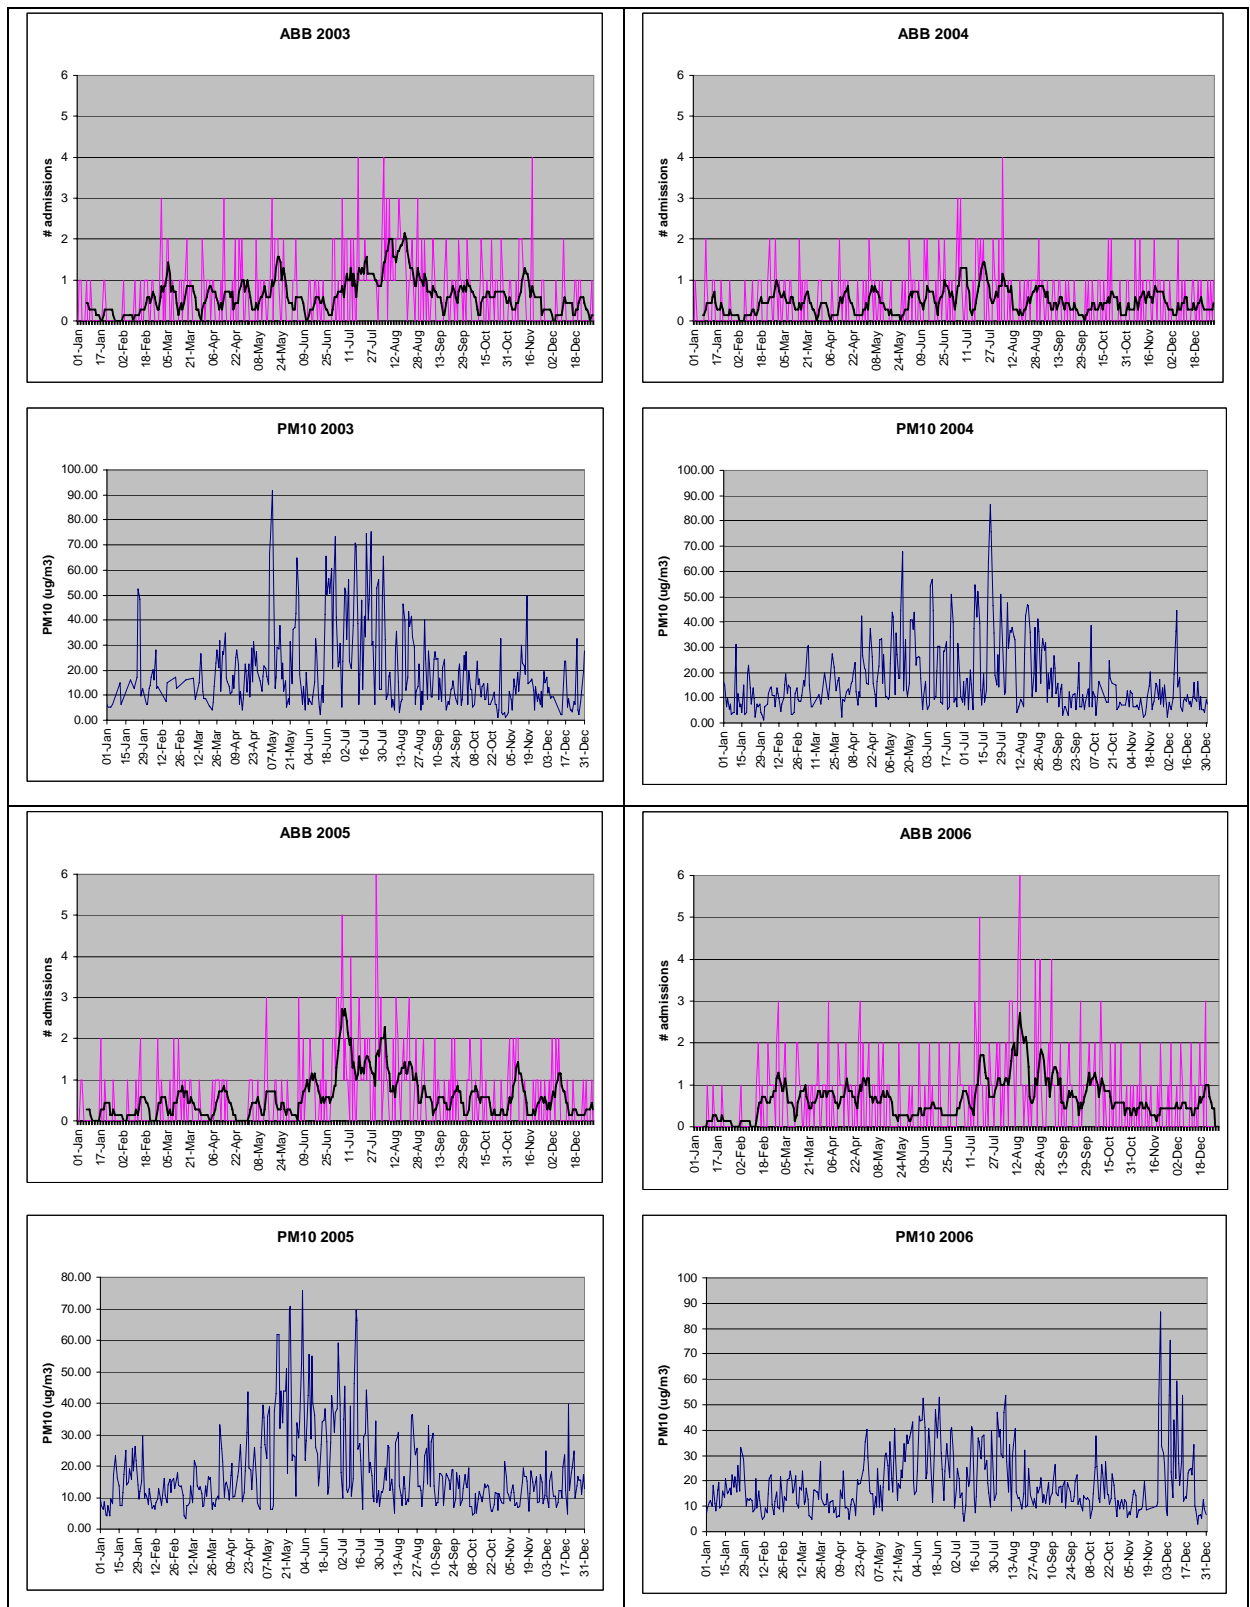 ABB 2003
6
5
4
3
2
1
0
# admissions
01-Jan 17-Jan 02-Feb 18-Feb 05-Mar 21-Mar 06-Apr 22-Apr 08-May 24-May 09-Jun 25-Jun 11-Jul 27-Jul 12-Aug 28-Aug 13-Sep 29-Sep 15-Oct 31-Oct 16-Nov 02-Dec 18-Dec
ABB 2004
6
5
4
3
2
1
0
# admissions
01-Jan 17-Jan 02-Feb 18-Feb 05-Mar 21-Mar 06-Apr 22-Apr 08-May 24-May 09-Jun 25-Jun 11-Jul 27-Jul 12-Aug 28-Aug 13-Sep 29-Sep 15-Oct 31-Oct 16-Nov 02-Dec 18-Dec
PM10 2003
100.00
90.00
80.00
70.00
60.00
50.00
40.00
30.00
20.00
10.00
0.00
PM10 (ug/m3)
01-Jan 15-Jan 29-Jan 12-Feb 26-Feb 12-Mar 26-Mar 09-Apr 23-Apr 07-May 21-May 04-Jun 18-Jun 02-Jul 16-Jul 30-Jul 13-Aug 27-Aug 10-Sep 24-Sep 08-Oct 22-Oct 05-Nov 19-Nov 03-Dec 17-Dec 31-Dec
PM10 2004
100.00
90.00
80.00
70.00
60.00
50.00
40.00
30.00
20.00
10.00
0.00
PM10 (ug/m3)
01-Jan 15-Jan 29-Jan 12-Feb 26-Feb 11-Mar 25-Mar 08-Apr 22-Apr 06-May 20-May 03-Jun 17-Jun 01-Jul 15-Jul 29-Jul 12-Aug 26-Aug 09-Sep 23-Sep 07-Oct 21-Oct 04-Nov 18-Nov 02-Dec 16-Dec 30-Dec
ABB 2005
6
5
4
3
2
1
0
# admissions
01-Jan 17-Jan 02-Feb 18-Feb 05-Mar 21-Mar 06-Apr 22-Apr 08-May 24-May 09-Jun 25-Jun 11-Jul 27-Jul 12-Aug 28-Aug 13-Sep 29-Sep 15-Oct 31-Oct 16-Nov 02-Dec 18-Dec
ABB 2006
6
5
4
3
2
1
0
# admissions
01-Jan 17-Jan 02-Feb 18-Feb 05-Mar 21-Mar 06-Apr 22-Apr 08-May 24-May 09-Jun 25-Jun 11-Jul 27-Jul 12-Aug 28-Aug 13-Sep 29-Sep 15-Oct 31-Oct 16-Nov 02-Dec 18-Dec
PM10 2005
80.00
70.00
60.00
50.00
40.00
30.00
20.00
10.00
0.00
PM10 (ug/m3)
01-Jan 15-Jan 29-Jan 12-Feb 26-Feb 12-Mar 26-Mar 09-Apr 23-Apr 07-May 21-May 04-Jun 18-Jun 02-Jul 16-Jul 30-Jul 13-Aug 27-Aug 10-Sep 24-Sep 08-Oct 22-Oct 05-Nov 19-Nov 03-Dec 17-Dec 31-Dec
PM10 2006
100
90
80
70
60
50
40
30
20
10
0
PM10 (ug/m3)
01-Jan 15-Jan 29-Jan 12-Feb 26-Feb 12-Mar 26-Mar 09-Apr 23-Apr 07-May 21-May 04-Jun 18-Jun 02-Jul 16-Jul 30-Jul 13-Aug 27-Aug 10-Sep 24-Sep 08-Oct 22-Oct 05-Nov 19-Nov 03-Dec 17-Dec 31-Dec